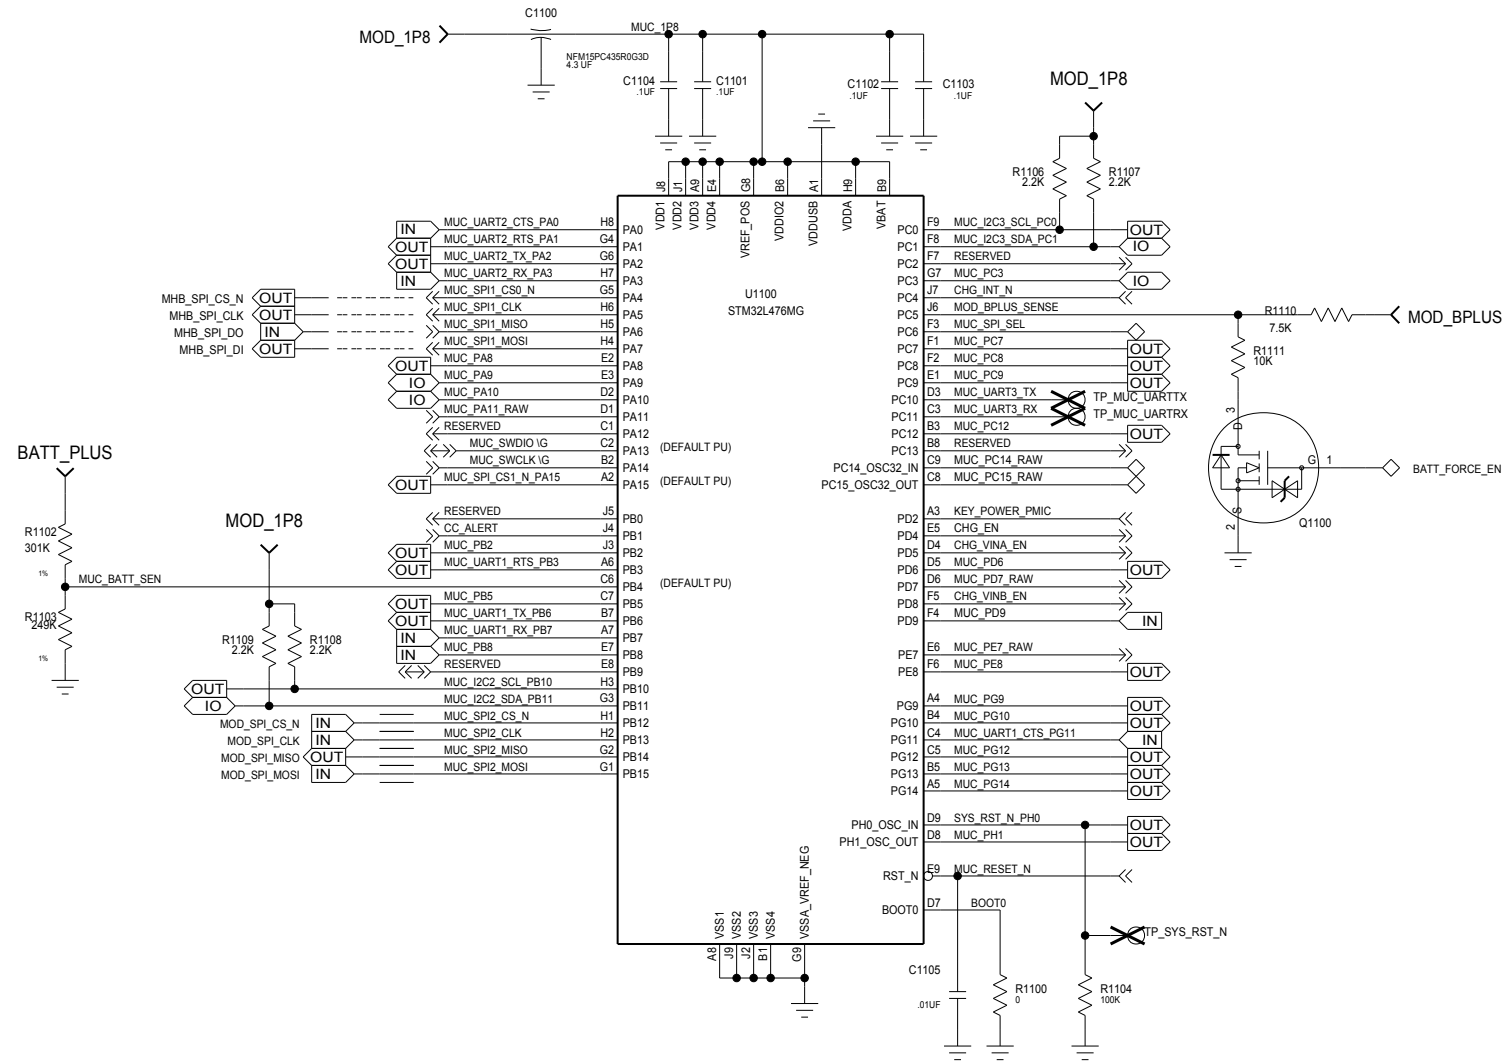 C1100
MOD_1P8
MUC_1P8
NFM15PC435R0G3D
4.3 UF
C1104
.1UF
C1101
.1UF
C1102
.1UF
C1103
.1UF
MOD_1P8
R1106
2.2K
R1107
2.2K
J8
J1
A9
E4
G8
B6
A1
H9
B9
VDD1
VDD2
VDD3
VDD4
VREF_POS
VDDIO2
VDDUSB
VDDA
VBAT
U1100
STM32L476MG
IN MUC_UART2_CTS_PA0 H8 PA0
OUT MUC_UART2_RTS_PA1 G4 PA1
OUT MUC_UART2_TX_PA2 G6 PA2
IN MUC_UART2_RX_PA3 H7 PA3
MHB_SPI_CS_N OUT MUC_SPI1_CS0_N G5 PA4
MHB_SPI_CLK OUT MUC_SPI1_CLK H6 PA5
MHB_SPI_DO IN MUC_SPI1_MISO H5 PA6
MHB_SPI_DI OUT MUC_SPI1_MOSI H4 PA7
OUT MUC_PA8 E2 PA8
IO MUC_PA9 E3 PA9
IO MUC_PA10 D2 PA10
MUC_PA11_RAW D1 PA11
RESERVED C1 PA12
MUC_SWDIO \G C2 PA13 (DEFAULT PU)
MUC_SWCLK \G B2 PA14
OUT MUC_SPI_CS1_N_PA15 A2 PA15 (DEFAULT PU)
RESERVED J5 PB0
CC_ALERT J4 PB1
OUT MUC_PB2 J3 PB2
OUT MUC_UART1_RTS_PB3 A6 PB3
MUC_BATT_SEN C6 PB4 (DEFAULT PU)
OUT MUC_PB5 C7 PB5
OUT MUC_UART1_TX_PB6 B7 PB6
IN MUC_UART1_RX_PB7 A7 PB7
IN MUC_PB8 E7 PB8
RESERVED E8 PB9
OUT MUC_I2C2_SCL_PB10 H3 PB10
IO MUC_I2C2_SDA_PB11 G3 PB11
MOD_SPI_CS_N IN MUC_SPI2_CS_N H1 PB12
MOD_SPI_CLK IN MUC_SPI2_CLK H2 PB13
MOD_SPI_MISO OUT MUC_SPI2_MISO G2 PB14
MOD_SPI_MOSI IN MUC_SPI2_MOSI G1 PB15
BATT_PLUS
R1102
301K
1%
R1103
249K
1%
MOD_1P8
R1109
2.2K
R1108
2.2K
PC0 F9 MUC_I2C3_SCL_PC0 OUT
PC1 F8 MUC_I2C3_SDA_PC1 IO
PC2 F7 RESERVED
PC3 G7 MUC_PC3 IO
PC4 J7 CHG_INT_N
PC5 J6 MOD_BPLUS_SENSE
PC6 F3 MUC_SPI_SEL
PC7 F1 MUC_PC7 OUT
PC8 F2 MUC_PC8 OUT
PC9 E1 MUC_PC9 OUT
PC10 D3 MUC_UART3_TX TP_MUC_UARTTX
PC11 C3 MUC_UART3_RX TP_MUC_UARTRX
PC12 B3 MUC_PC12 OUT
PC13 B8 RESERVED
PC14_OSC32_IN C9 MUC_PC14_RAW
PC15_OSC32_OUT C8 MUC_PC15_RAW
PD2 A3 KEY_POWER_PMIC
PD4 E5 CHG_EN
PD5 D4 CHG_VINA_EN
PD6 D5 MUC_PD6 OUT
PD7 D6 MUC_PD7_RAW
PD8 F5 CHG_VINB_EN
PD9 F4 MUC_PD9 IN
PE7 E6 MUC_PE7_RAW
PE8 F6 MUC_PE8 OUT
PG9 A4 MUC_PG9 OUT
PG10 B4 MUC_PG10 OUT
PG11 C4 MUC_UART1_CTS_PG11 IN
PG12 C5 MUC_PG12 OUT
PG13 B5 MUC_PG13 OUT
PG14 A5 MUC_PG14 OUT
PH0_OSC_IN D9 SYS_RST_N_PH0 OUT
PH1_OSC_OUT D8 MUC_PH1 OUT
RST_N E9 MUC_RESET_N
BOOT0 D7 BOOT0
R1110
7.5K
MOD_BPLUS
R1111
10K
3
D
G 1
BATT_FORCE_EN
S
2
Q1100
TP_SYS_RST_N
VSS1
VSS2
VSS3
VSS4
VSSA_VREF_NEG
A8
J9
J2
B1
G9
C1105
.01UF
R1100
0
R1104
100K